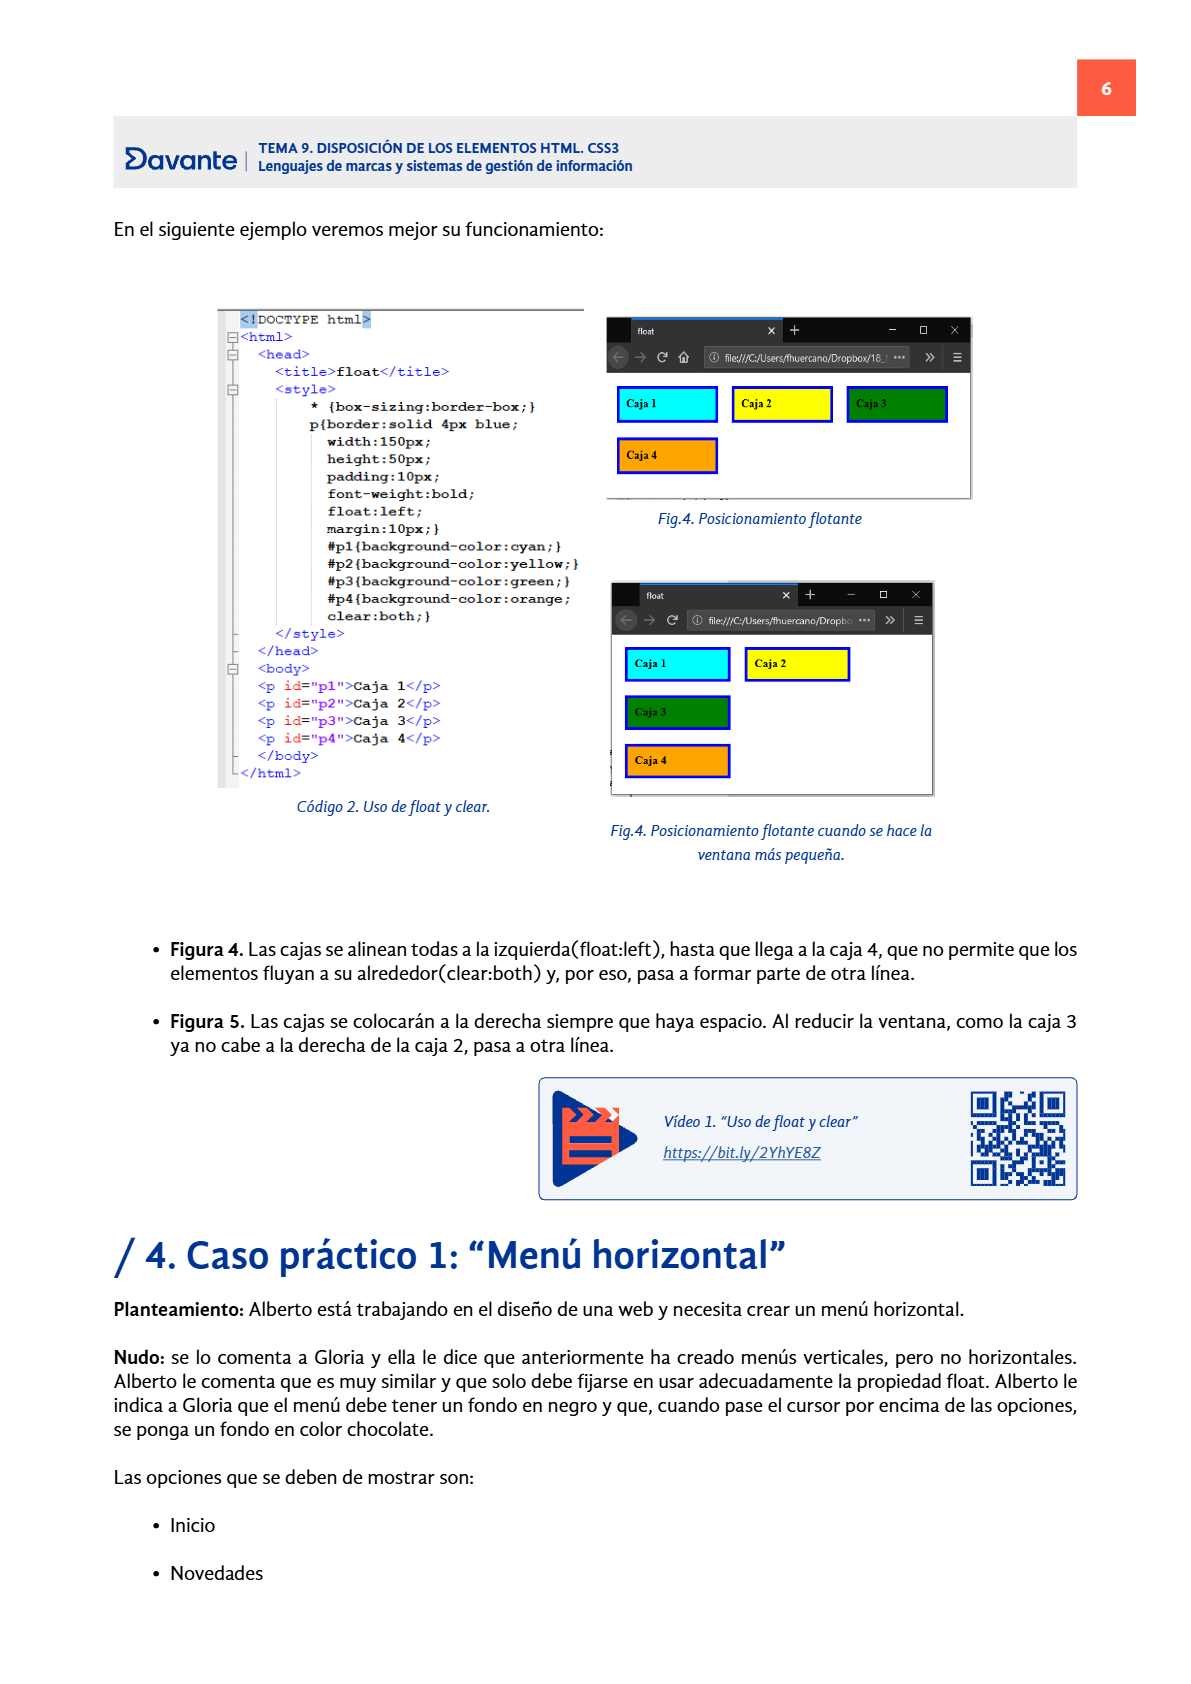 6
Davante
TEMA 9. DISPOSICIÓN DE LOS ELEMENTOS HTML. CSS3
Lenguajes de marcas y sistemas de gestión de información
En el siguiente ejemplo veremos mejor su funcionamiento:
<!DOCTYPE html>
<html>
<head>
<title>float</title>
<style>
* {box-sizing:border-box;}
p{border:solid 4px blue;
width:150px;
height:50px;
padding:10px;
font-weight:bold;
float:left;
margin:10px;}
#p1{background-color:cyan;}
#p2{background-color:yellow;}
#p3{background-color:green;}
#p4{background-color:orange;
clear:both;}
</style>
</head>
<body>
<p id="p1">Caja 1</p>
<p id="p2">Caja 2</p>
<p id="p3">Caja 3</p>
<p id="p4">Caja 4</p>
</body>
</html>
Código 2. Uso de float y clear.
float
file:///C:/Users/fhuercano/Dropbox/18_
Caja 1 Caja 2 Caja 3
Caja 4
Fig.4. Posicionamiento flotante
float
file:///C:/Users/fhuercano/Dropbo
Caja 1 Caja 2
Caja 3
Caja 4
Fig.4. Posicionamiento flotante cuando se hace la
ventana más pequeña.
• Figura 4. Las cajas se alinean todas a la izquierda(float:left), hasta que llega a la caja 4, que no permite que los
elementos fluyan a su alrededor(clear:both) y, por eso, pasa a formar parte de otra línea.
• Figura 5. Las cajas se colocarán a la derecha siempre que haya espacio. Al reducir la ventana, como la caja 3
ya no cabe a la derecha de la caja 2, pasa a otra línea.
Vídeo 1. “Uso de float y clear”
https://bit.ly/2YhYE8Z
/ 4. Caso práctico 1: “Menú horizontal”
Planteamiento: Alberto está trabajando en el diseño de una web y necesita crear un menú horizontal.
Nudo: se lo comenta a Gloria y ella le dice que anteriormente ha creado menús verticales, pero no horizontales.
Alberto le comenta que es muy similar y que solo debe fijarse en usar adecuadamente la propiedad float. Alberto le
indica a Gloria que el menú debe tener un fondo en negro y que, cuando pase el cursor por encima de las opciones,
se ponga un fondo en color chocolate.
Las opciones que se deben de mostrar son:
• Inicio
• Novedades